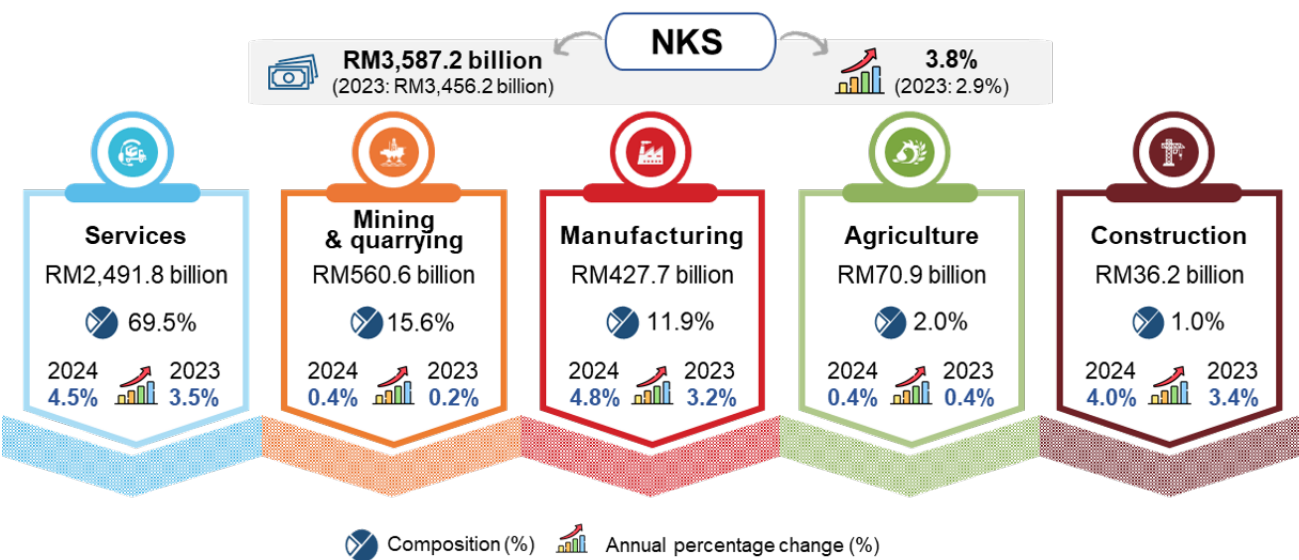 NKS
RM3,587.2 billion
(2023: RM3,456.2 billion)
3.8%
(2023: 2.9%)
Services
RM2,491.8 billion
69.5%
2024 2023
4.5% 3.5%
Mining
& quarrying
RM560.6 billion
15.6%
2024 2023
0.4% 0.2%
Manufacturing
RM427.7 billion
11.9%
2024 2023
4.8% 3.2%
Agriculture
RM70.9 billion
2.0%
2024 2023
0.4% 0.4%
Construction
RM36.2 billion
1.0%
2024 2023
4.0% 3.4%
Composition (%) Annual percentage change (%)